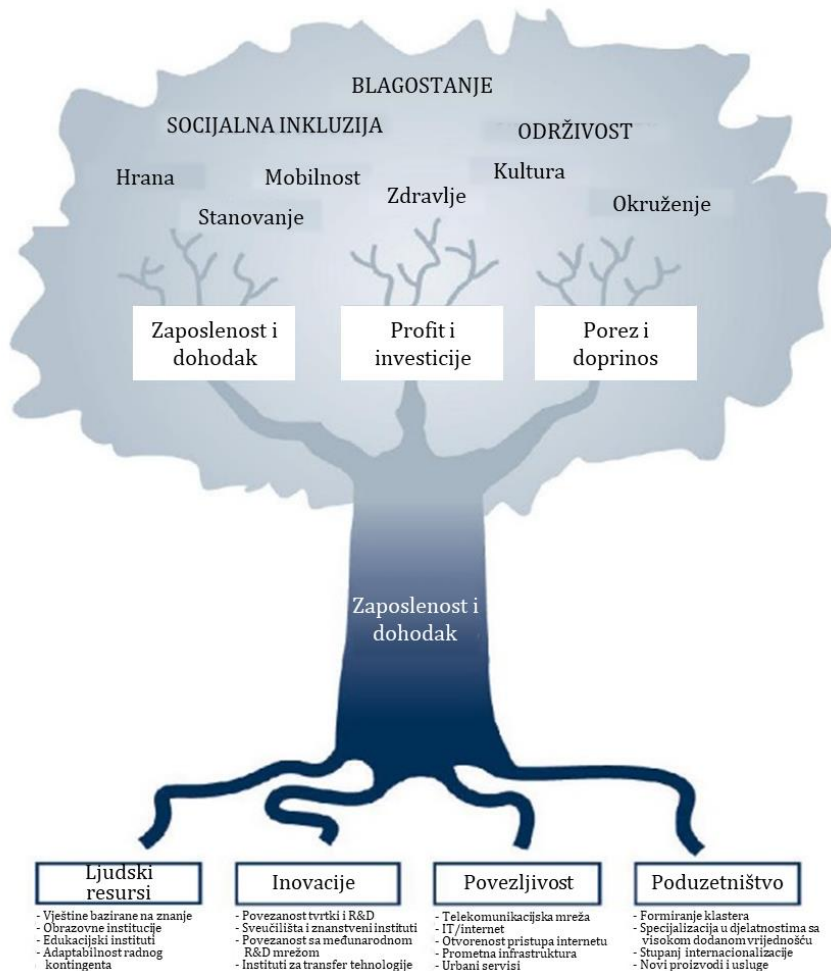 BLAGOSTANJE
SOCIJALNA INKLUZIJA
ODRŽIVOST
Hrana
Mobilnost
Kultura
Stanovanje
Zdravlje
Okruženje
Zaposlenost i
dohodak
Profit i
investicije
Porez i
doprinos
Zaposlenost i
dohodak
Ljudski
resursi
- Vještine bazirane na znanje
- Obrazovne institucije
- Edukacijski instituti
- Adaptabilnost radnog
kontingenta
Inovacije
- Povezanost tvrtki i R&D
- Sveučilišta i znanstveni instituti
- Povezanost sa međunarodnom
R&D mrežom
- Instituti za transfer tehnologije
Povezljivost
- Telekomunikacijska mreža
- IT/internet
- Otvorenost pristupa internetu
- Prometna infrastruktura
- Urbani servisi
Poduzetništvo
- Formiranje klastera
- Specijalizacija u djelatnostima sa
visokom dodanom vrijednošću
- Stupanj internacionalizacije
- Novi proizvodi i usluge